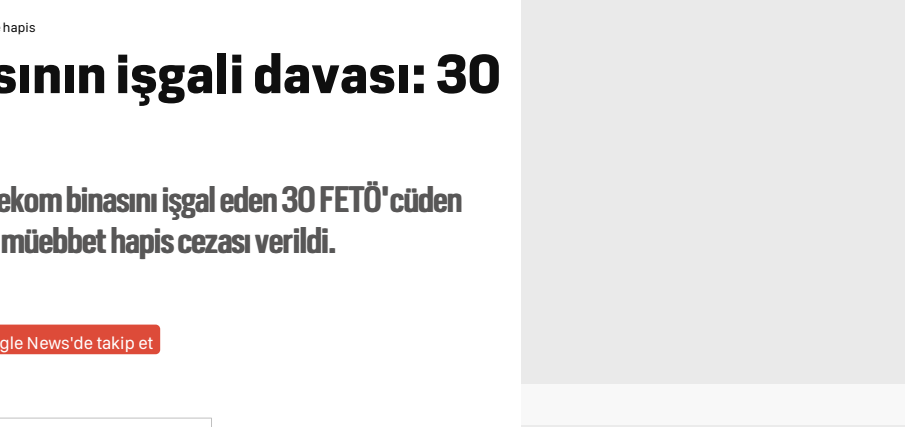 hapis
sının işgali davası: 30
ekom binasını işgal eden 30 FETÖ'cüden
müebbet hapis cezası verildi.
gle News'de takip et